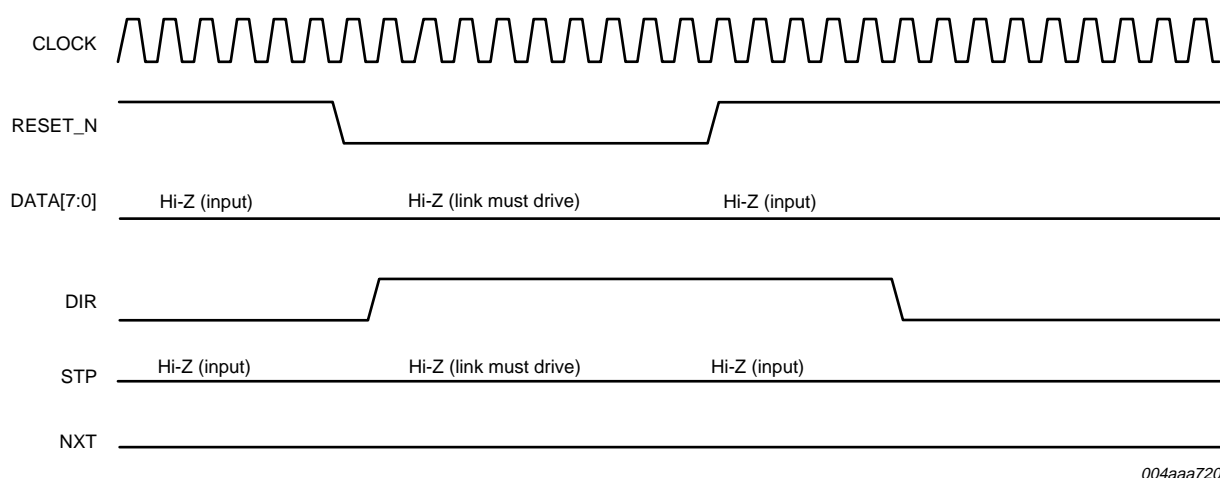 CLOCK
RESET_N
DATA[7:0] Hi-Z (input) Hi-Z (link must drive) Hi-Z (input)
DIR
STP Hi-Z (input) Hi-Z (link must drive) Hi-Z (input)
NXT
004aaa720